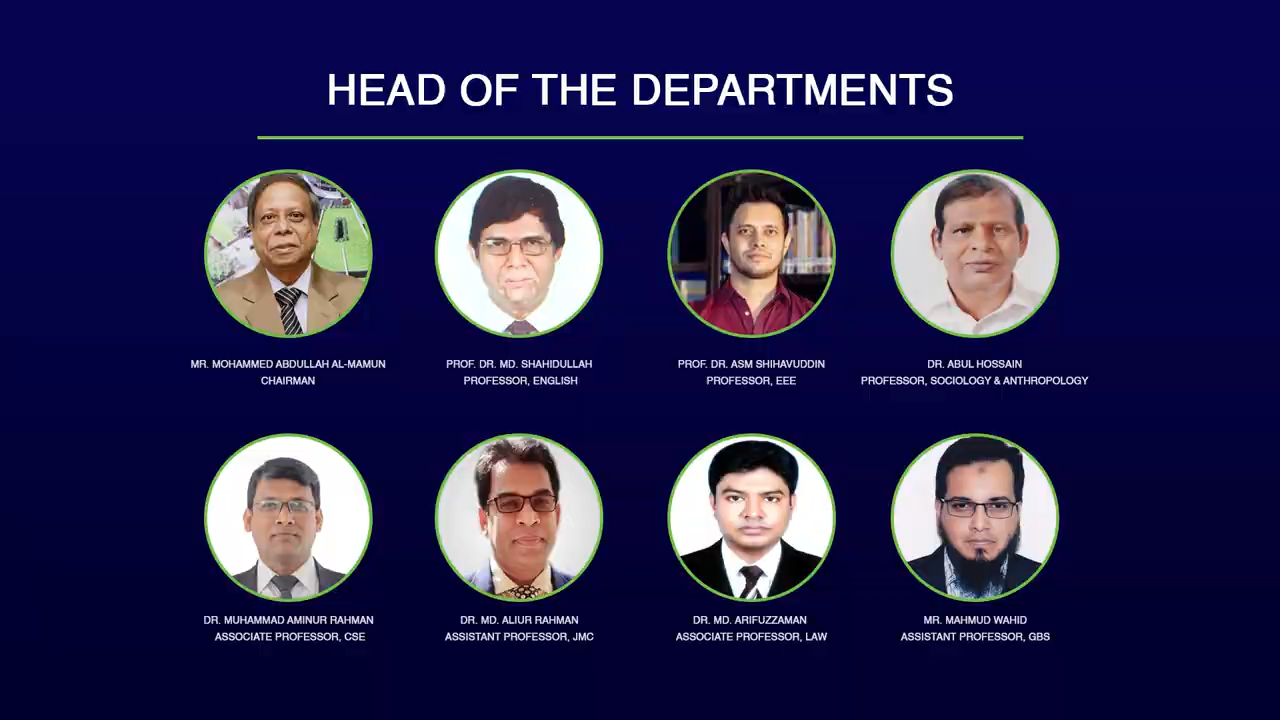 HEAD OF THE DEPARTMENTS
MR. MOHAMMED ABDULLAH AL-MAMUN
CHAIRMAN
PROF. DR. MD. SHAHIDULLAH
PROFESSOR, ENGLISH
PROF. DR. ASM SHIHAVUDDIN
PROFESSOR, EEE
DR. ABUL HOSSAIN
PROFESSOR, SOCIOLOGY & ANTHROPOLOGY
DR. MUHAMMAD AMINUR RAHMAN
ASSOCIATE PROFESSOR, CSE
DR. MD. ALIUR RAHMAN
ASSISTANT PROFESSOR, JMC
DR. MD. ARIFUZZAMAN
ASSOCIATE PROFESSOR, LAW
MR. MAHMUD WAHID
ASSISTANT PROFESSOR, GBS